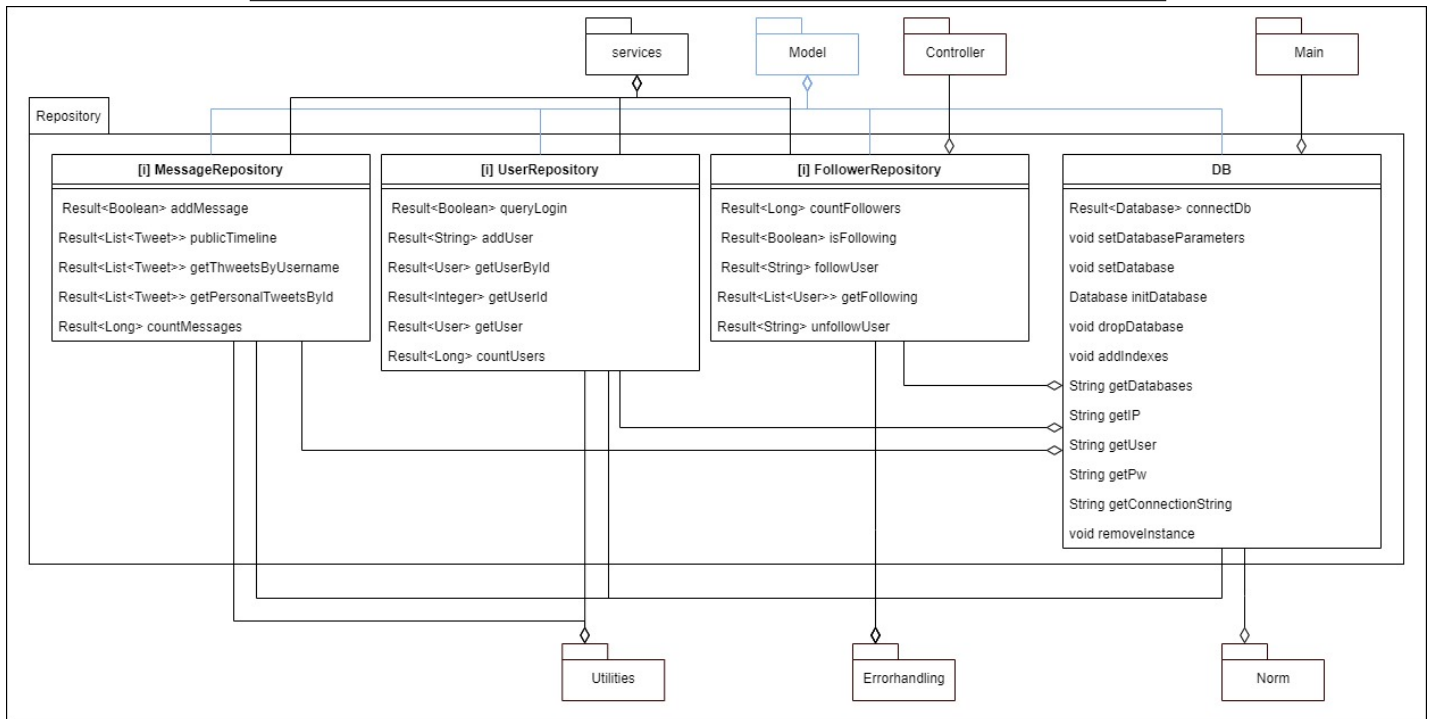 services
Model
Controller
Main
Repository
[i] MessageRepository
Result<Boolean> addMessage
Result<List<Tweet>> publicTimeline
Result<List<Tweet>> getThweetsByUsername
Result<List<Tweet>> getPersonalTweetsById
Result<Long> countMessages
[i] UserRepository
Result<Boolean> queryLogin
Result<String> addUser
Result<User> getUserById
Result<Integer> getUserId
Result<User> getUser
Result<Long> countUsers
[i] FollowerRepository
Result<Long> countFollowers
Result<Boolean> isFollowing
Result<String> followUser
Result<List<User>> getFollowing
Result<String> unfollowUser
DB
Result<Database> connectDb
void setDatabaseParameters
void setDatabase
Database initDatabase
void dropDatabase
void addIndexes
String getDatabases
String getIP
String getUser
String getPw
String getConnectionString
void removeInstance
Utilities
Errorhandling
Norm